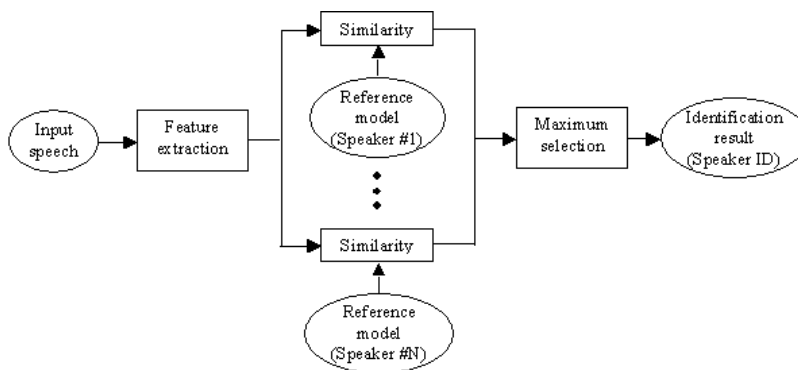 Similarity
Reference
model
(Speaker #1)
Input
speech
Feature
extraction
Maximum
selection
Identification
result
(Speaker ID)
Similarity
Reference
model
(Speaker #N)